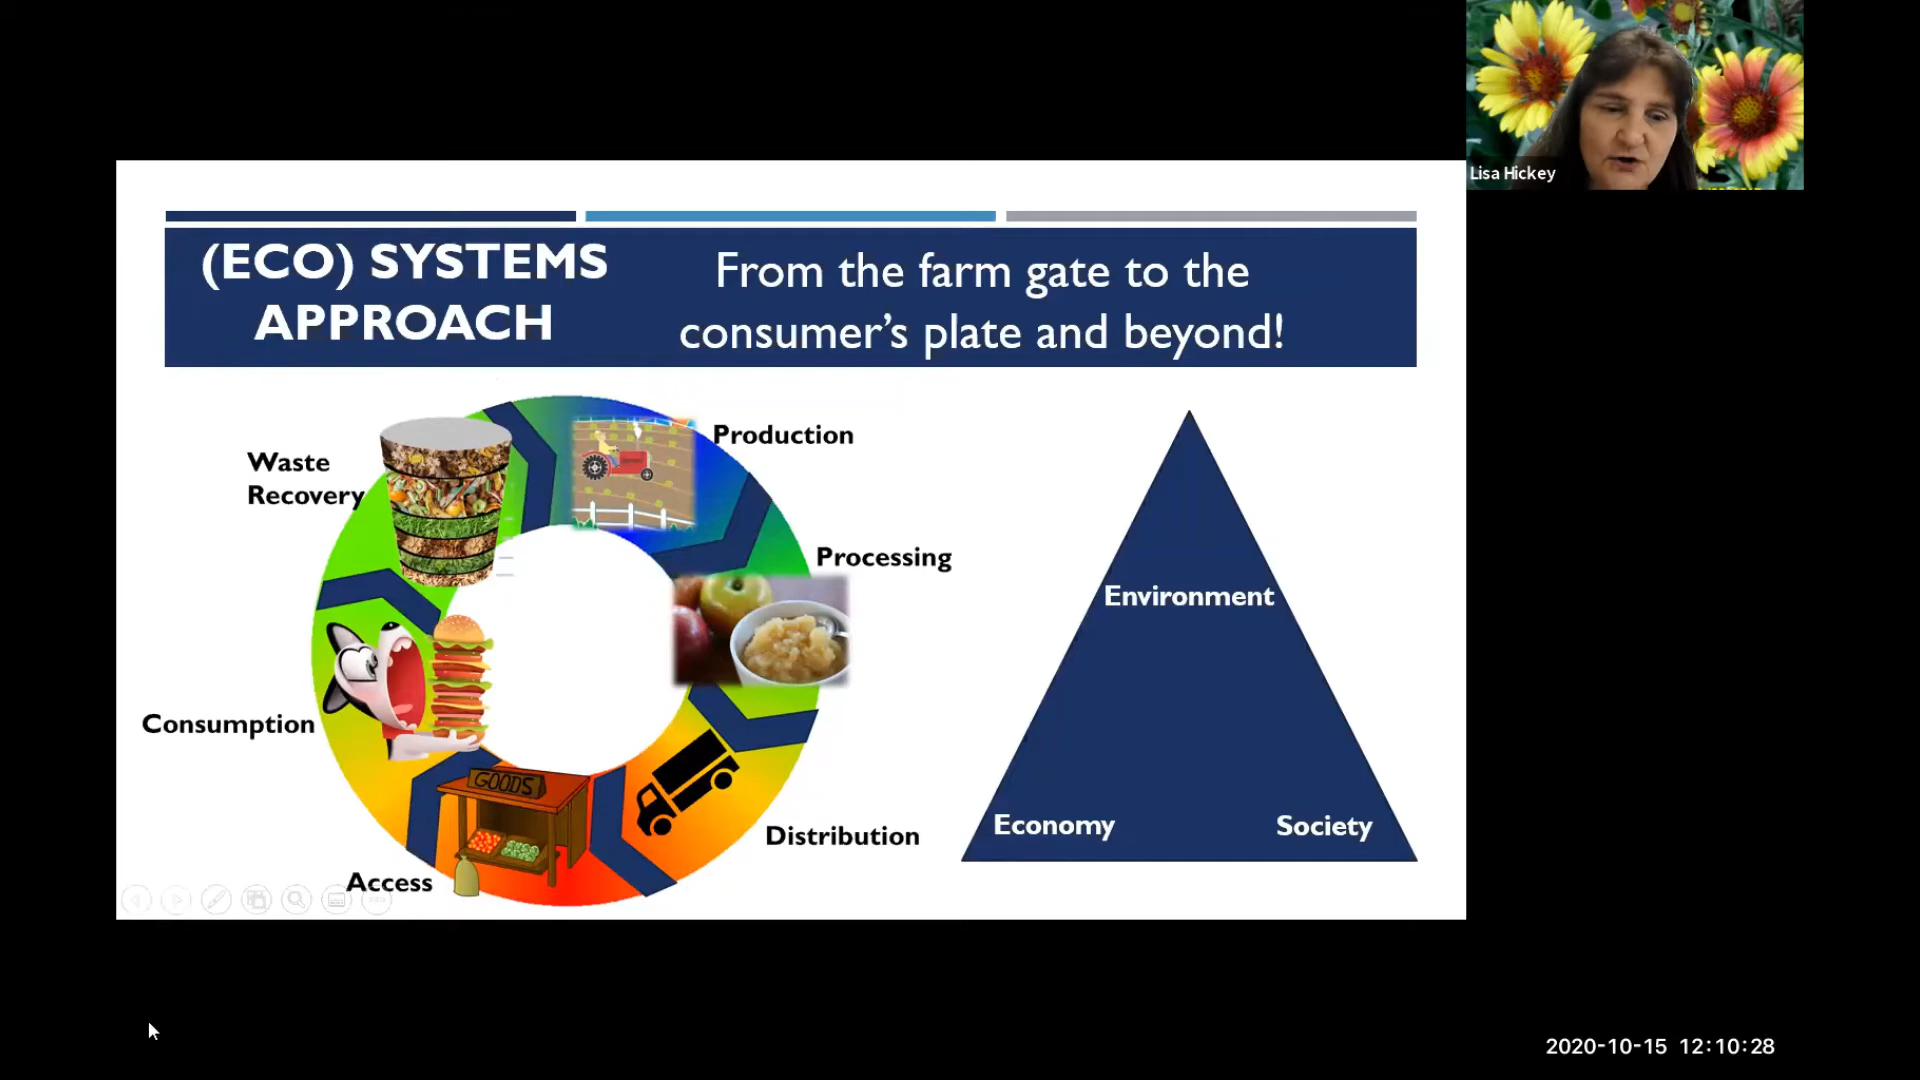 Lisa Hickey
(ECO) SYSTEMS
APPROACH
From the farm gate to the
consumer’s plate and beyond!
Production
Waste
Recovery
Processing
Environment
GOODS
Consumption
Economy
Society
Distribution
Access
2020-10-15 12:10:28